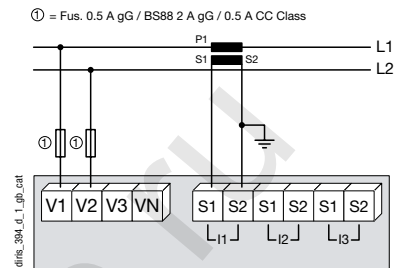 ① = Fus. 0.5 A gG / BS88 2 A gG / 0.5 A CC Class
P1
L1
S1 S2
L2
① ①
V1 V2 V3 VN S1 S2 S1 S2 S1 S2
I1 I2 I3
diris_394_d_1_gb_cat